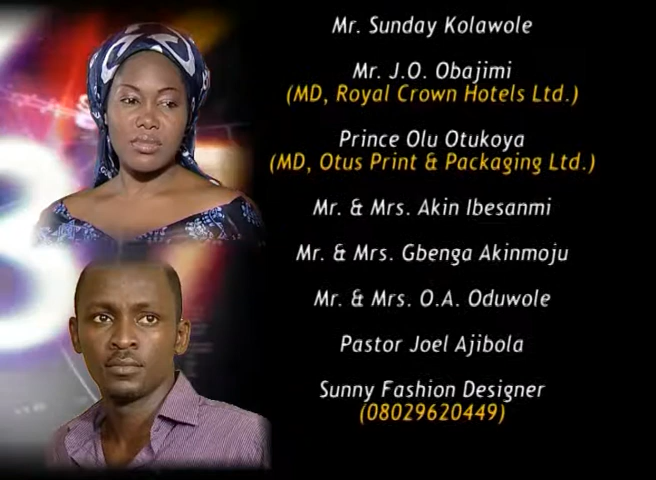 Mr. Sunday Kolawole
Mr. J.O. Obajimi
(MD, Royal Crown Hotels Ltd.)
Prince Olu Otukoya
(MD, Otus Print & Packaging Ltd.)
Mr. & Mrs. Akin Ibesanmi
Mr. & Mrs. Gbenga Akinmoju
Mr. & Mrs. O.A. Oduwole
Pastor Joel Ajibola
Sunny Fashion Designer
(08029620449)